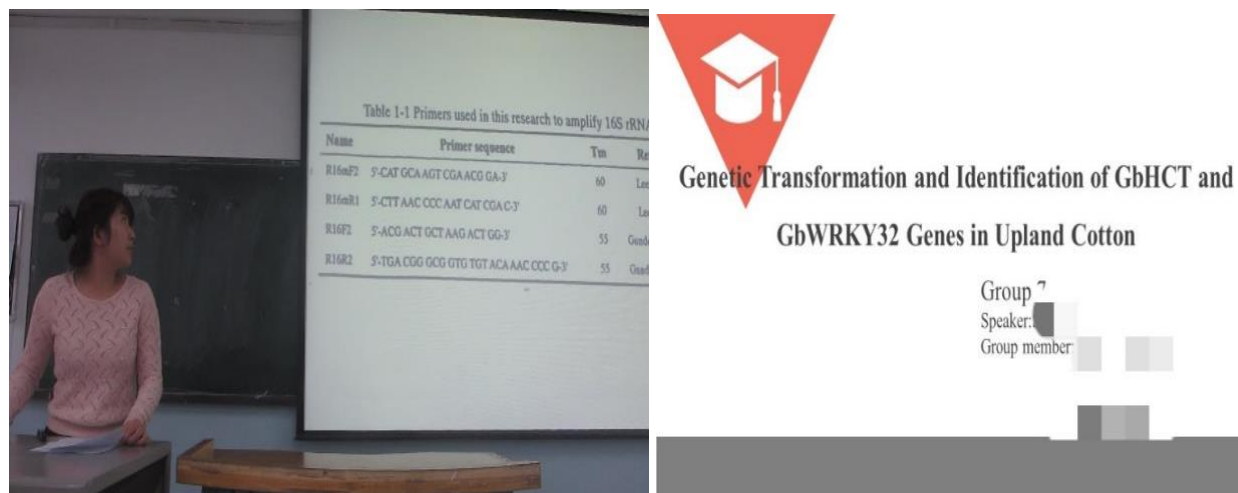 Table 1-1 Primers used in this research to amplify 16S
Name Primer sequence Tm
R16mF2 5'-CAT GCA AGT CGA ACG GA-3' 60
R16mR1 5'-CTT AAC CCC AAT CAT CGA C-3' 60
R16F2 5'-ACG ACT GCT AAG ACT GG-3' 55
R16R2 5'-TGA CGG GCG GTG TGT ACA AAC CCC G-3' 55
Genetic Transformation and Identification of GbHCT and
GbWRKY32 Genes in Upland Cotton
Group 7
Speaker:
Group member: